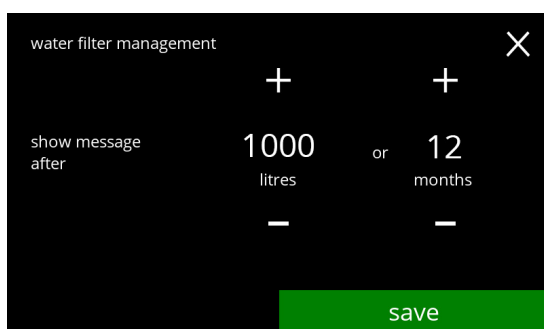 water filter management
+ +
show message
after
1000 or 12
litres months
- -
save